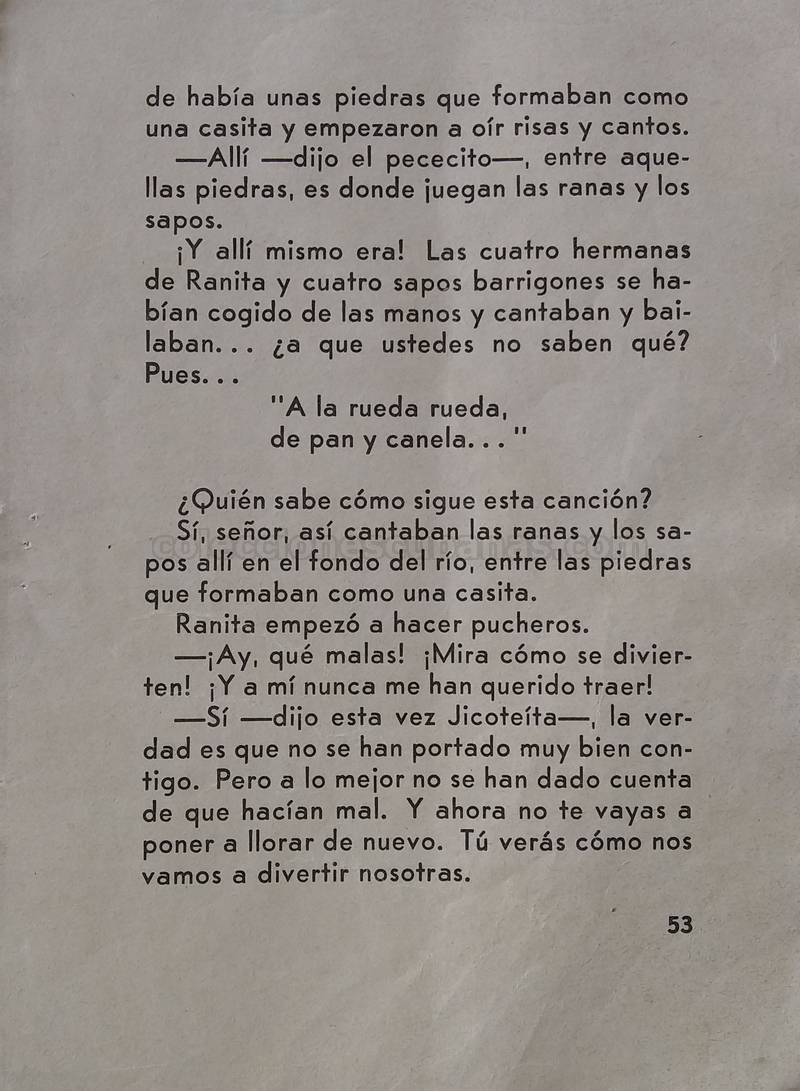 de había unas piedras que formaban como
una casita y empezaron a oír risas y cantos.
—Allí —dijo el pececito—, entre aque-
llas piedras, es donde juegan las ranas y los
sapos.
¡Y allí mismo era! Las cuatro hermanas
de Ranita y cuatro sapos barrigones se ha-
bían cogido de las manos y cantaban y bai-
laban. . . ¿a que ustedes no saben qué?
Pues. . .
"A la rueda rueda,
de pan y canela. . . "
¿Quién sabe cómo sigue esta canción?
Sí, señor, así cantaban las ranas y los sa-
pos allí en el fondo del río, entre las piedras
que formaban como una casita.
Ranita empezó a hacer pucheros.
—¡Ay, qué malas! ¡Mira cómo se divier-
ten! ¡Y a mí nunca me han querido traer!
—Sí —dijo esta vez Jicoteíta—, la ver-
dad es que no se han portado muy bien con-
tigo. Pero a lo mejor no se han dado cuenta
de que hacían mal. Y ahora no te vayas a
poner a llorar de nuevo. Tú verás cómo nos
vamos a divertir nosotras.
53